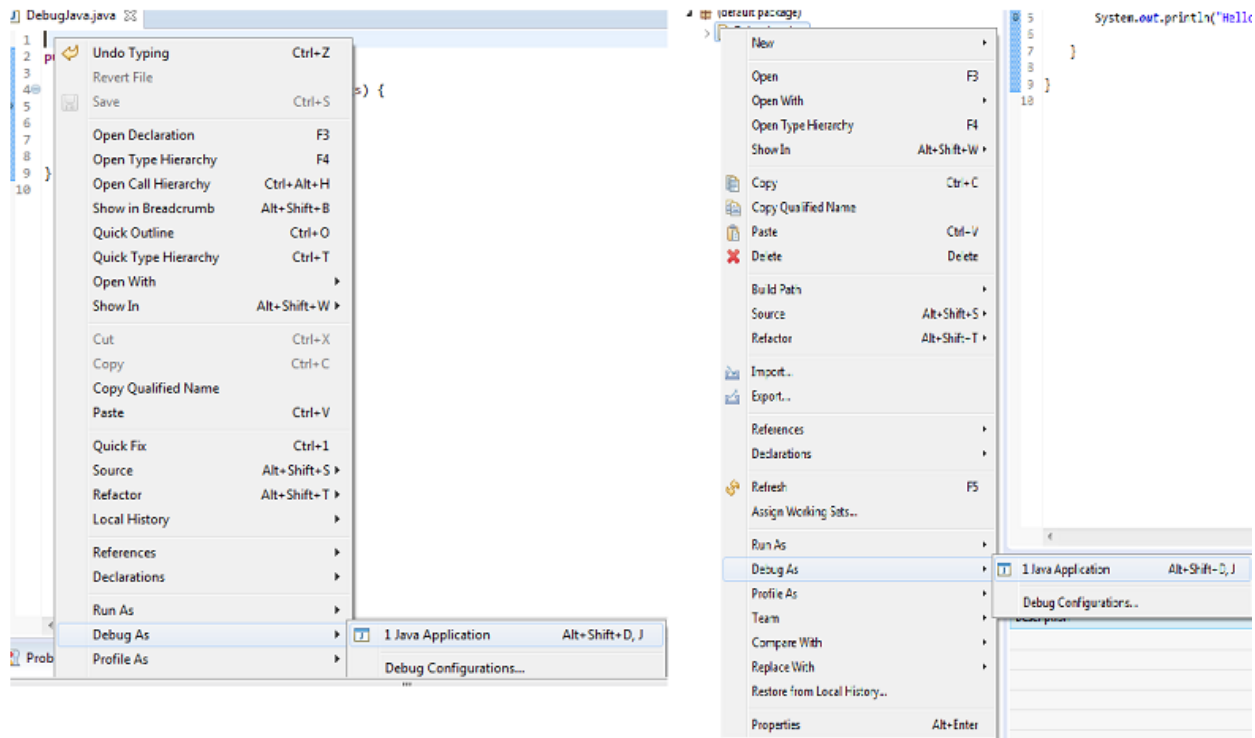 DebugJava.java
1
2 pu
3
4 s) {
5
6
7
8
9 }
10
Undo Typing Ctrl+Z
Revert File
Save Ctrl+S
Open Declaration F3
Open Type Hierarchy F4
Open Call Hierarchy Ctrl+Alt+H
Show in Breadcrumb Alt+Shift+B
Quick Outline Ctrl+O
Quick Type Hierarchy Ctrl+T
Open With
Show In Alt+Shift+W
Cut Ctrl+X
Copy Ctrl+C
Copy Qualified Name
Paste Ctrl+V
Quick Fix Ctrl+1
Source Alt+Shift+S
Refactor Alt+Shift+T
Local History
References
Declarations
Run As
Debug As
Profile As
1 Java Application Alt+Shift+D, J
Debug Configurations...
Prob
(default package)
New
Open F3
Open With
Open Type Hierarchy F4
Show In Alt+Shift+W
Copy Ctrl+C
Copy Qualified Name
Paste Ctrl+V
Delete Delete
Build Path
Source Alt+Shift+S
Refactor Alt+Shift+T
Import...
Export...
References
Declarations
Refresh F5
Assign Working Sets...
Run As
Debug As
Profile As
Team
Compare With
Replace With
Restore from Local History...
Properties Alt+Enter
1 Java Application Alt+Shift+D, J
Debug Configurations...
Description
5 System.out.println("Hello
6
7 }
8
9 }
10